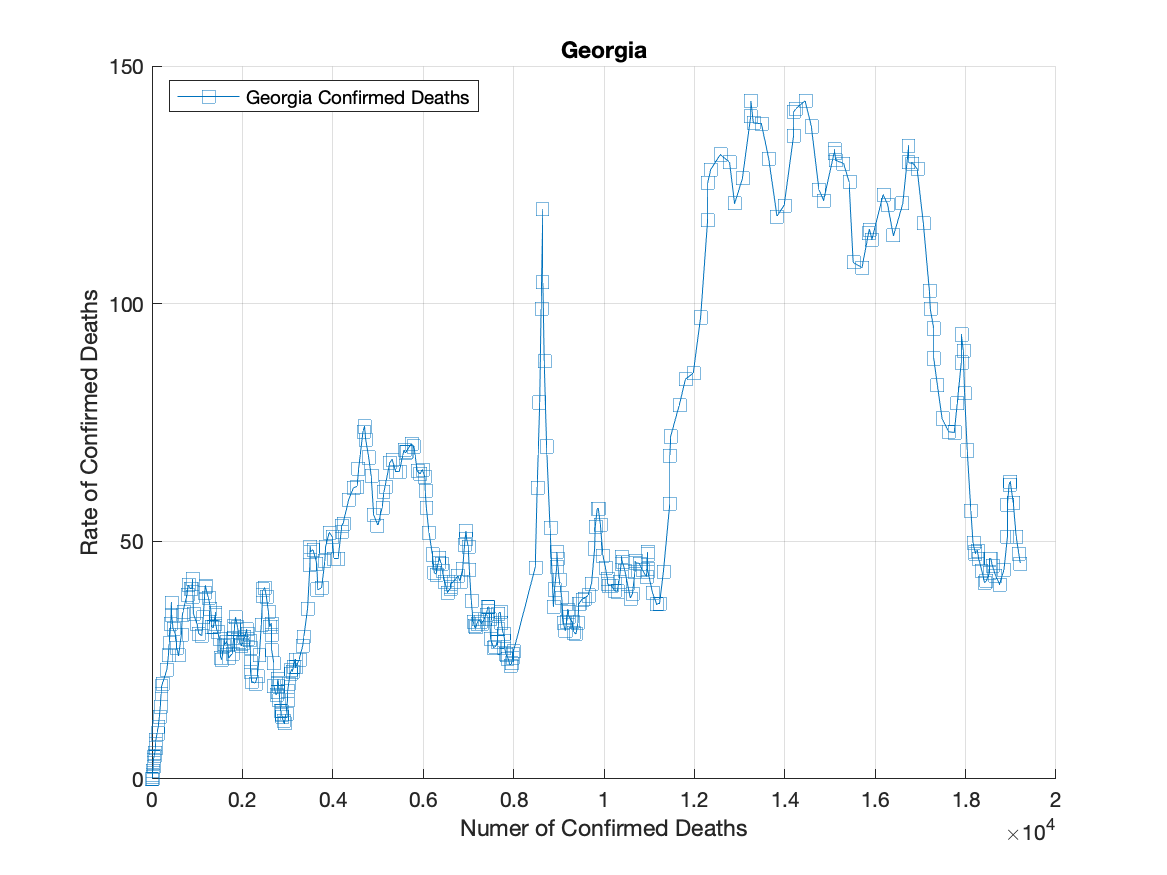 Georgia
Georgia Confirmed Deaths
Rate of Confirmed Deaths
150
100
50
0
0 0.2 0.4 0.6 0.8 1 1.2 1.4 1.6 1.8 2
Numer of Confirmed Deaths
×10^4